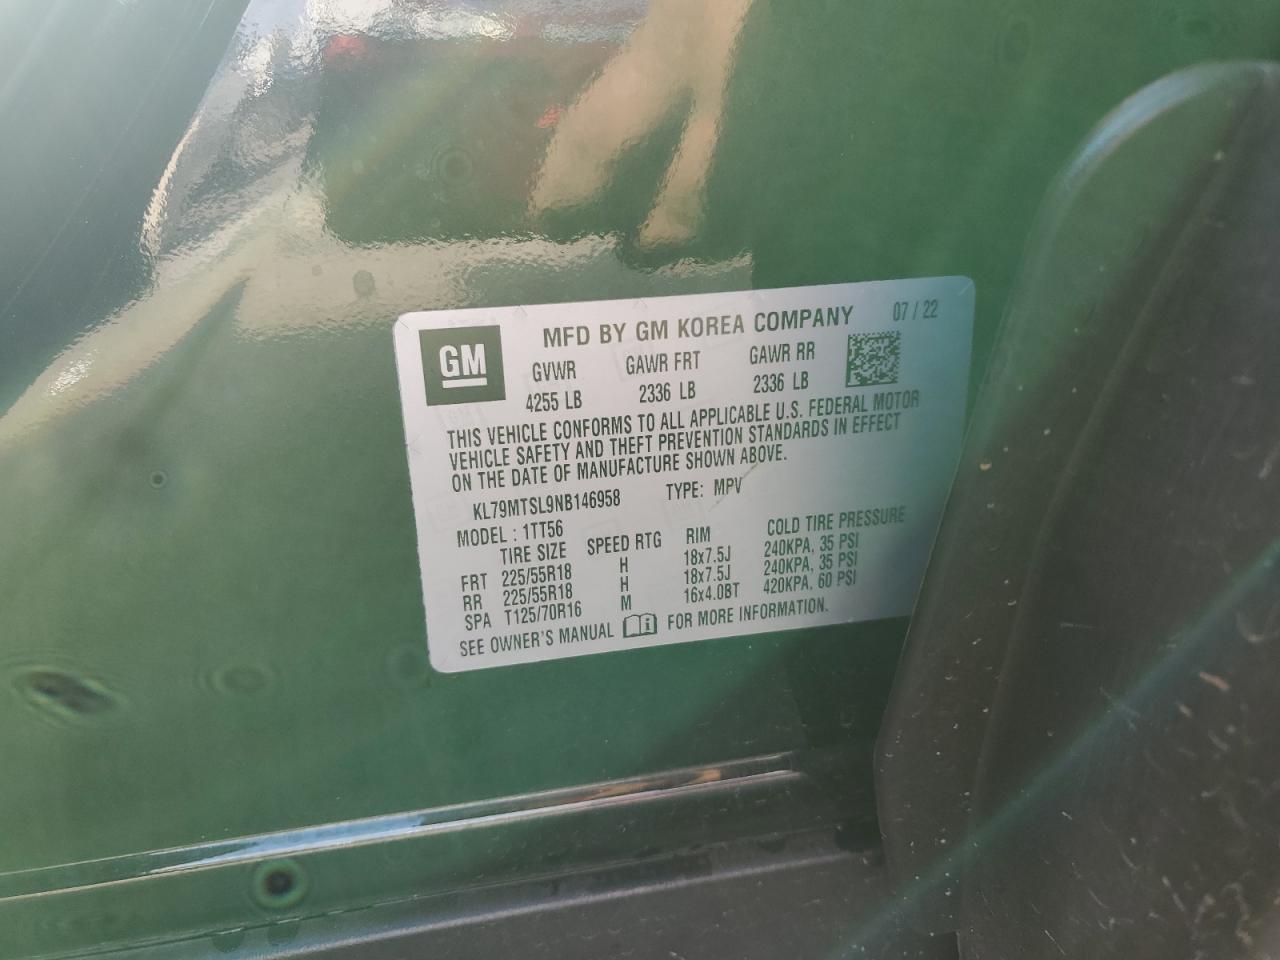 MFD BY GM KOREA COMPANY 07 / 22
GM
GVWR GAWR FRT GAWR RR
4255 LB 2336 LB 2336 LB
THIS VEHICLE CONFORMS TO ALL APPLICABLE U.S. FEDERAL MOTOR
VEHICLE SAFETY AND THEFT PREVENTION STANDARDS IN EFFECT
ON THE DATE OF MANUFACTURE SHOWN ABOVE.
KL79MTSL9NB146958 TYPE: MPV
MODEL : 1TT56
TIRE SIZE SPEED RTG RIM COLD TIRE PRESSURE
FRT 225/55R18 H 18x7.5J 240KPA, 35 PSI
RR 225/55R18 H 18x7.5J 240KPA, 35 PSI
SPA T125/70R16 M 16x4.0BT 420KPA, 60 PSI
SEE OWNER'S MANUAL FOR MORE INFORMATION.